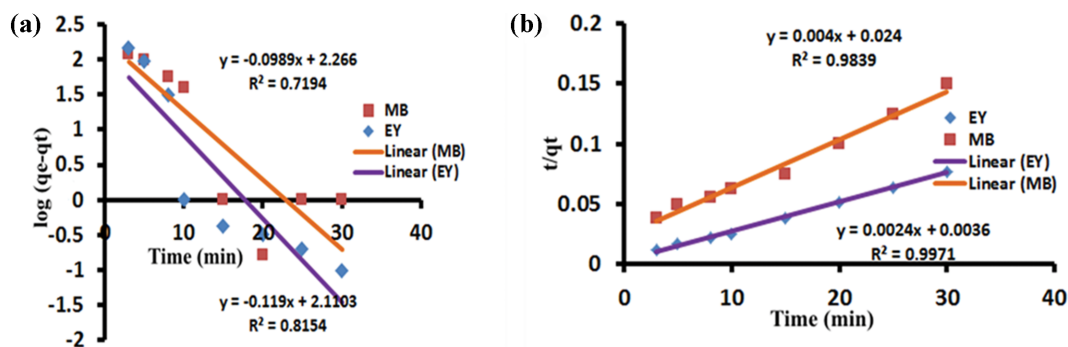 (a)
2.5
2
1.5
1
0.5
0
-0.5
-1
-1.5
-2
log (qe-qt)
0
10
20
30
40
Time (min)
y = -0.0989x + 2.266
R² = 0.7194
MB
EY
Linear (MB)
Linear (EY)
y = -0.119x + 2.1103
R² = 0.8154
(b)
0.2
0.15
0.1
0.05
0
t/qt
0
10
20
30
40
Time (min)
y = 0.004x + 0.024
R² = 0.9839
EY
MB
Linear (EY)
Linear (MB)
y = 0.0024x + 0.0036
R² = 0.9971